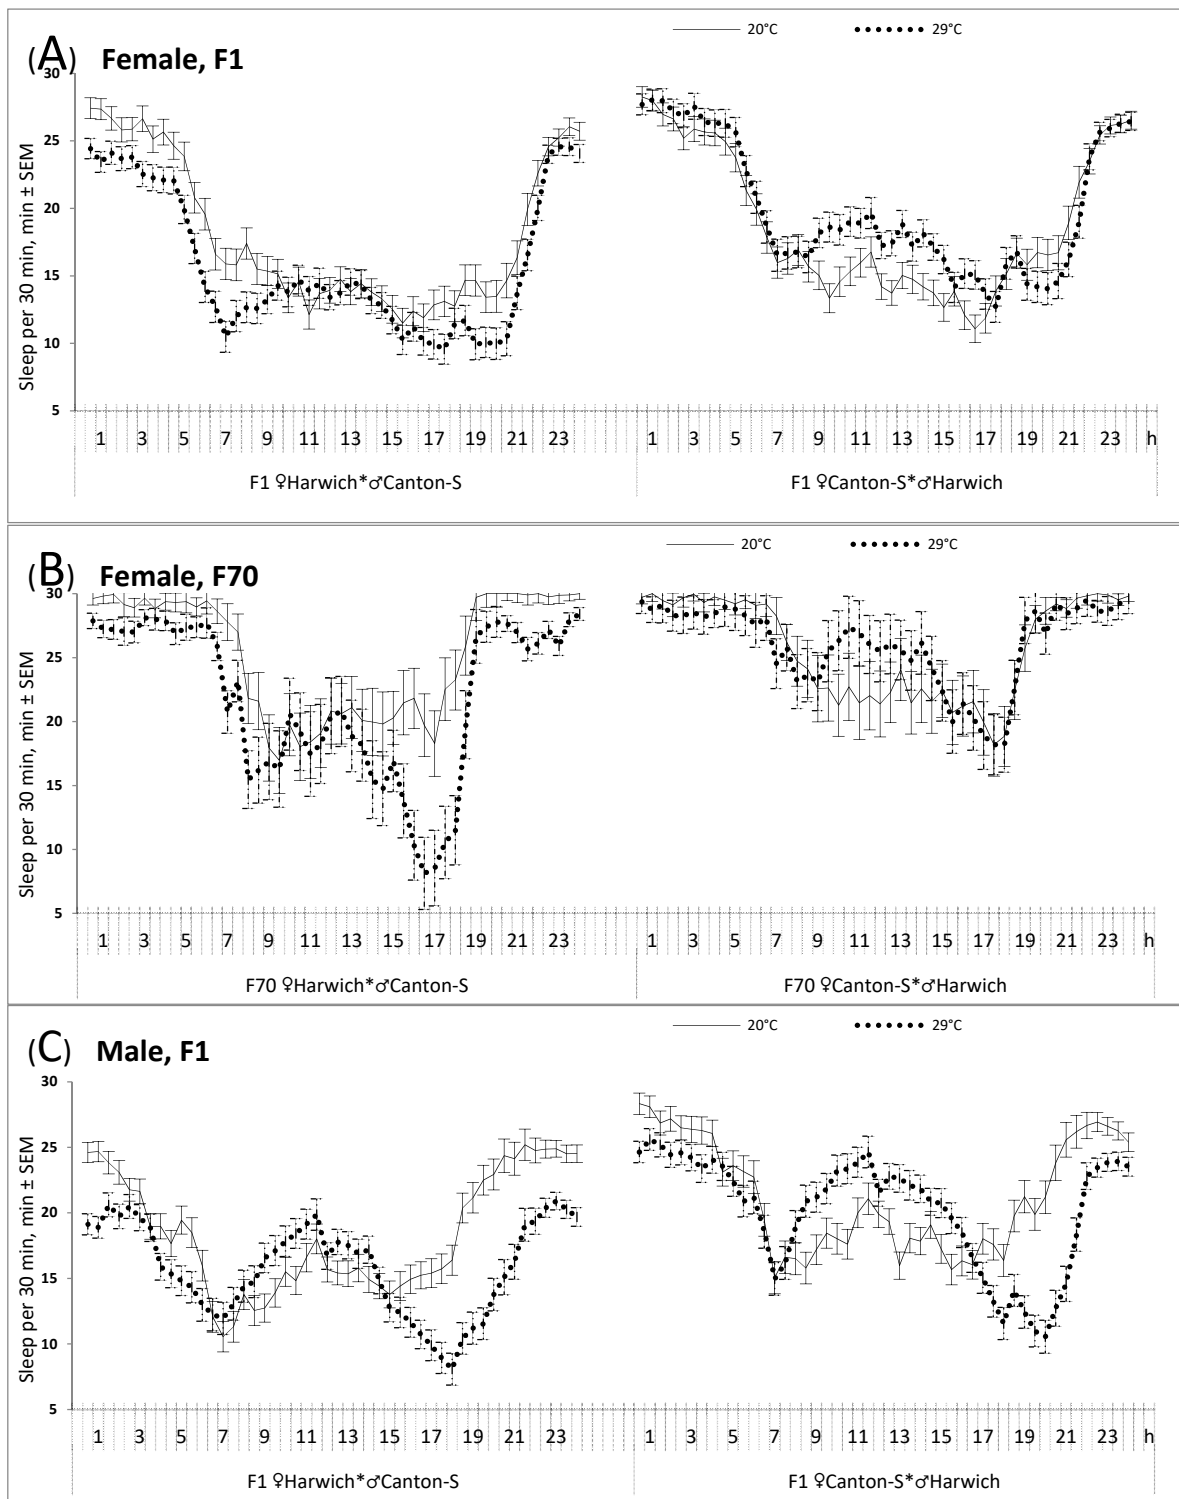 (A) Female, F1
20°C 29°C
Sleep per 30 min, min ± SEM
30
25
20
15
10
5
1 3 5 7 9 11 13 15 17 19 21 23 1 3 5 7 9 11 13 15 17 19 21 23 h
F1 ♀Harwich*♂Canton-S F1 ♀Canton-S*♂Harwich
(B) Female, F70
20°C 29°C
Sleep per 30 min, min ± SEM
30
25
20
15
10
5
1 3 5 7 9 11 13 15 17 19 21 23 1 3 5 7 9 11 13 15 17 19 21 23 h
F70 ♀Harwich*♂Canton-S F70 ♀Canton-S*♂Harwich
(C) Male, F1
20°C 29°C
Sleep per 30 min, min ± SEM
30
25
20
15
10
5
1 3 5 7 9 11 13 15 17 19 21 23 1 3 5 7 9 11 13 15 17 19 21 23 h
F1 ♀Harwich*♂Canton-S F1 ♀Canton-S*♂Harwich